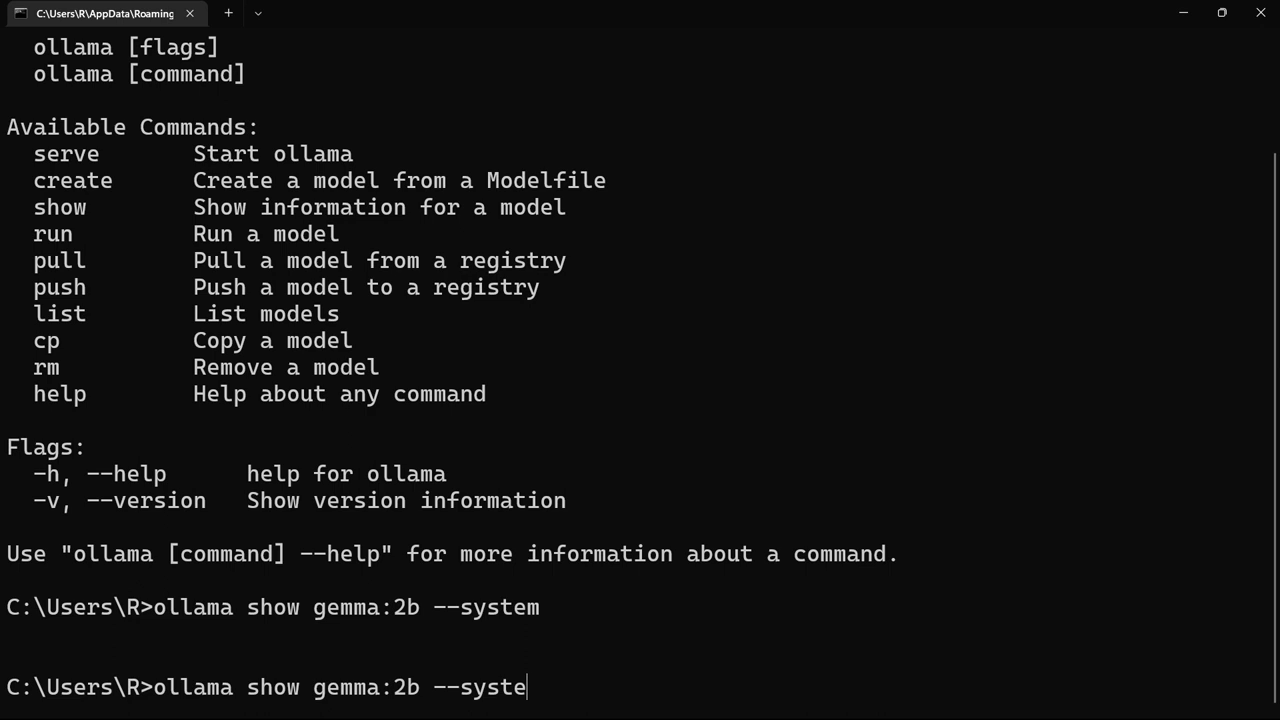 C:\Users\R\AppData\Roaming
ollama [flags]
ollama [command]
Available Commands:
serve Start ollama
create Create a model from a Modelfile
show Show information for a model
run Run a model
pull Pull a model from a registry
push Push a model to a registry
list List models
cp Copy a model
rm Remove a model
help Help about any command
Flags:
-h, --help help for ollama
-v, --version Show version information
Use "ollama [command] --help" for more information about a command.
C:\Users\R>ollama show gemma:2b --system
C:\Users\R>ollama show gemma:2b --syste